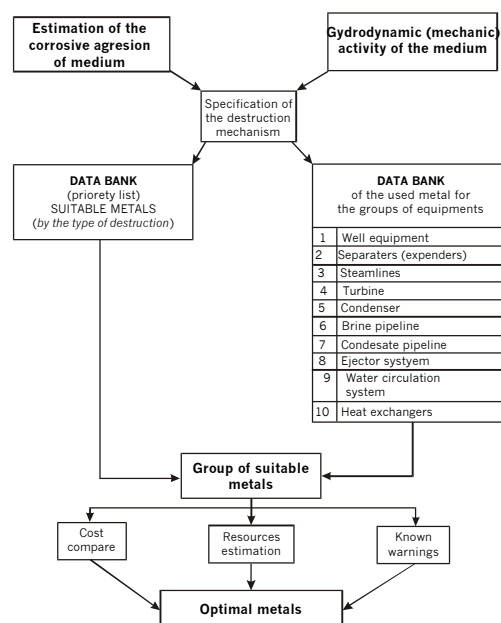 Estimation of the
corrosive agresion
of medium
Gydrodynamic (mechanic)
activity of the medium
Specification of
the destruction
mechanism
DATA BANK
(priorety list)
SUITABLE METALS
(by the type of destruction)
DATA BANK
of the used metal for
the groups of equipments
1 Well equipment
2 Separaters (expenders)
3 Steamlines
4 Turbine
5 Condenser
6 Brine pipeline
7 Condesate pipeline
8 Ejector systyem
9 Water circulation
system
10 Heat exchangers
Group of suitable
metals
Cost
compare
Resources
estimation
Known
warnings
Optimal metals